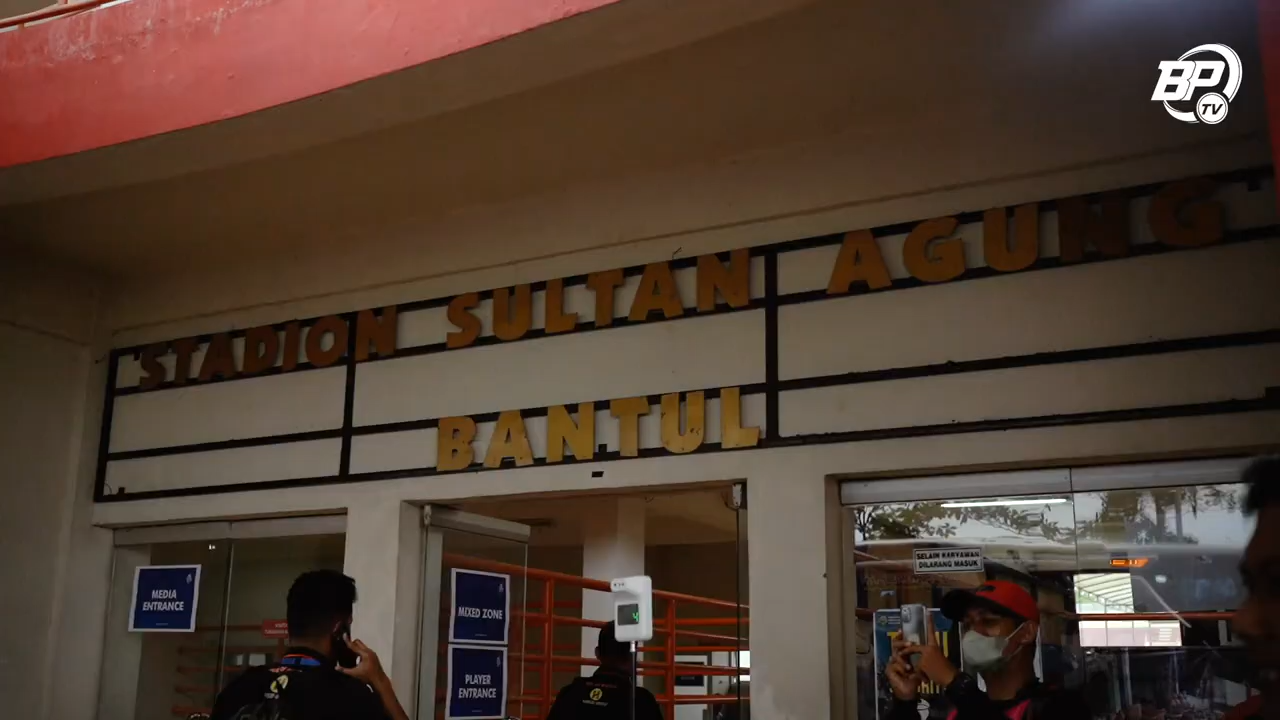 BP
TV
STADION SULTAN AGUNG
BANTUL
MEDIA
ENTRANCE
MIXED ZONE
PLAYER
ENTRANCE
SELAIN KARYAWAN
DILARANG MASUK